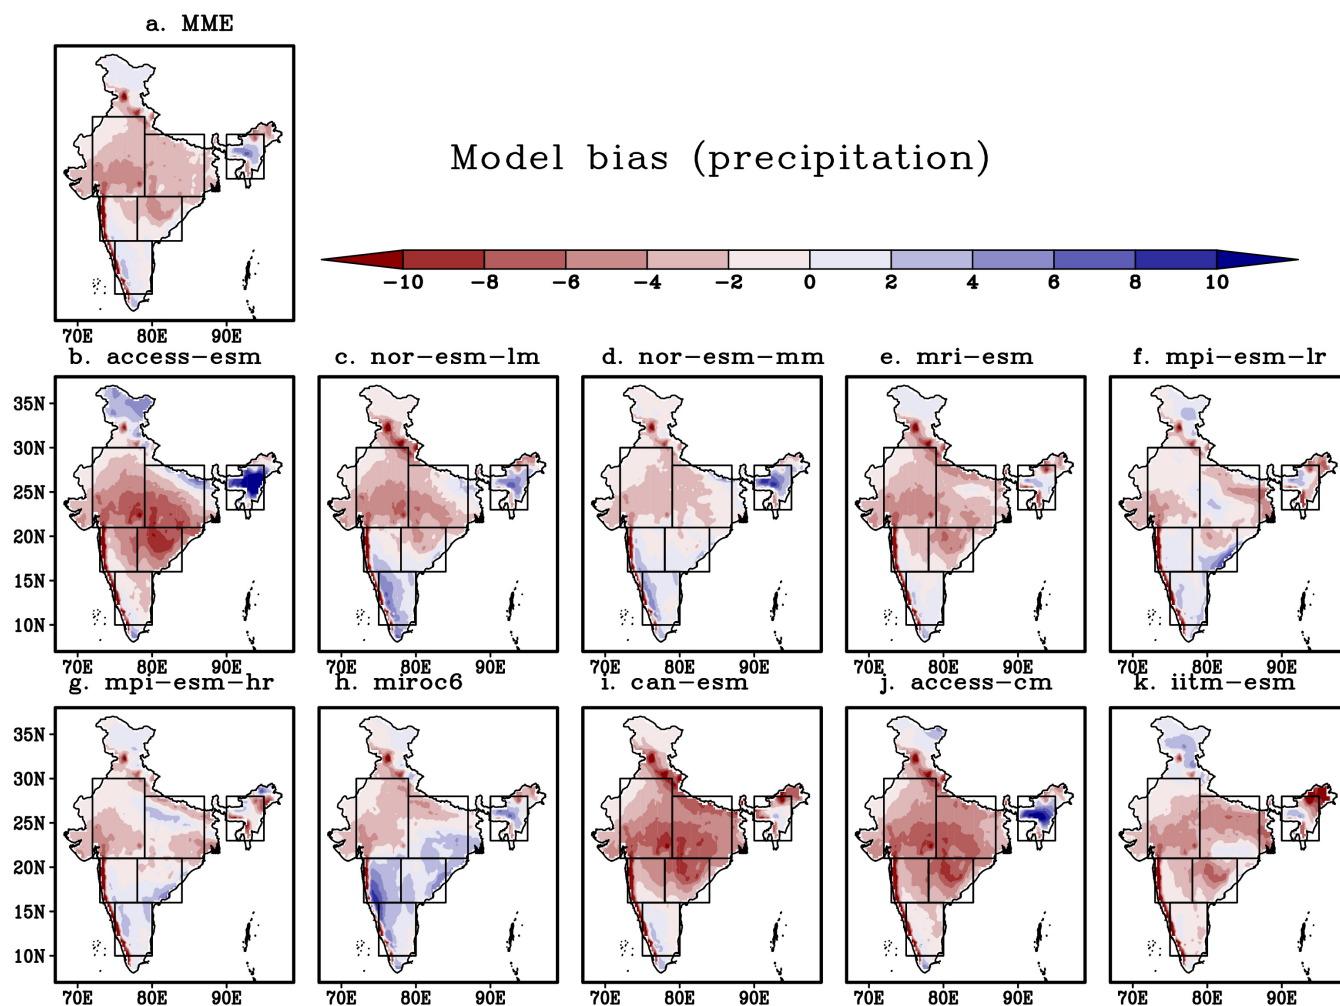 a. MME
Model bias (precipitation)
−10 −8 −6 −4 −2 0 2 4 6 8 10
70E 80E 90E
b. access−esm c. nor−esm−lm d. nor−esm−mm e. mri−esm f. mpi−esm−lr
35N
30N
25N
20N
15N
10N
70E 80E 90E 70E 80E 90E 70E 80E 90E 70E 80E 90E 70E 80E 90E
g. mpi−esm−hr h. miroc6 i. can−esm j. access−cm k. iitm−esm
35N
30N
25N
20N
15N
10N
70E 80E 90E 70E 80E 90E 70E 80E 90E 70E 80E 90E 70E 80E 90E